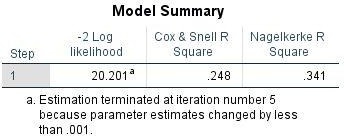 Model Summary
Step -2 Log likelihood Cox & Snell R Square Nagelkerke R Square
1 20.201a .248 .341
a. Estimation terminated at iteration number 5
because parameter estimates changed by less
than .001.